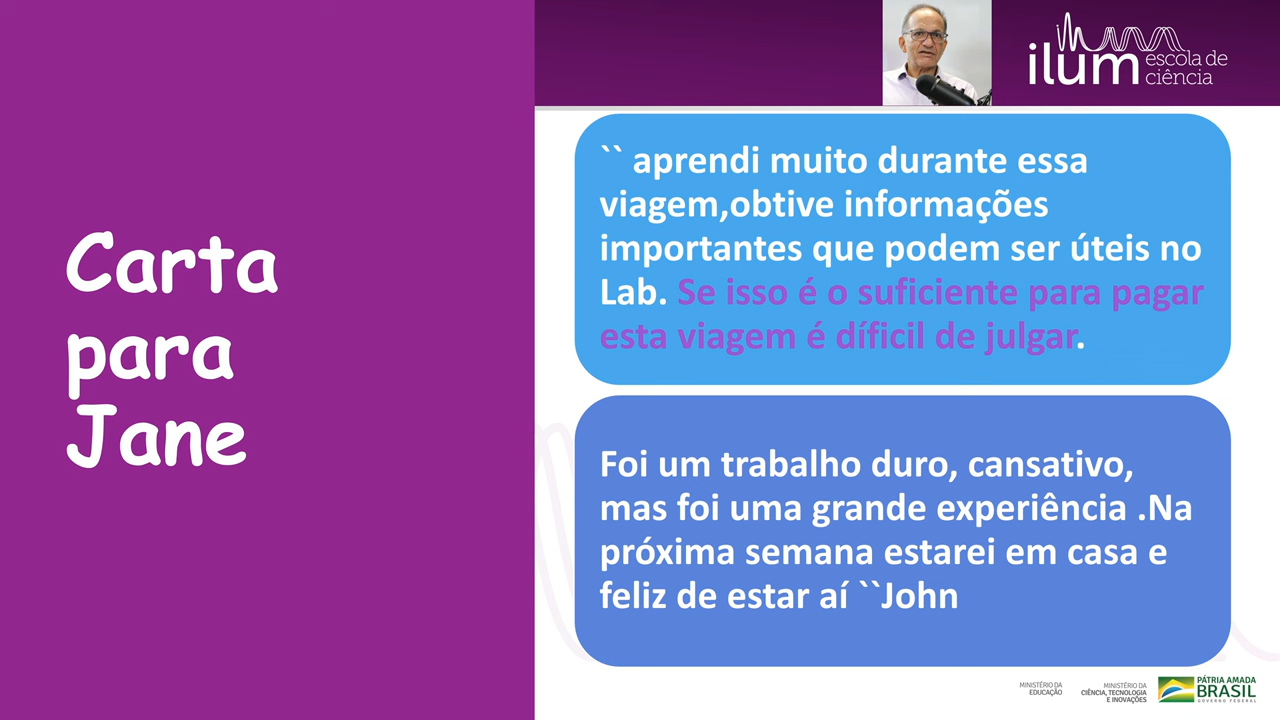 Carta
para
Jane
ilum escola de
ciência
`` aprendi muito durante essa
viagem,obtive informações
importantes que podem ser úteis no
Lab. Se isso é o suficiente para pagar
esta viagem é díficil de julgar.
Foi um trabalho duro, cansativo,
mas foi uma grande experiência .Na
próxima semana estarei em casa e
feliz de estar aí ``John
MINISTÉRIO DA
EDUCAÇÃO
MINISTÉRIO DA
CIÊNCIA, TECNOLOGIA
E INOVAÇÕES
PÁTRIA AMADA
BRASIL
GOVERNO FEDERAL